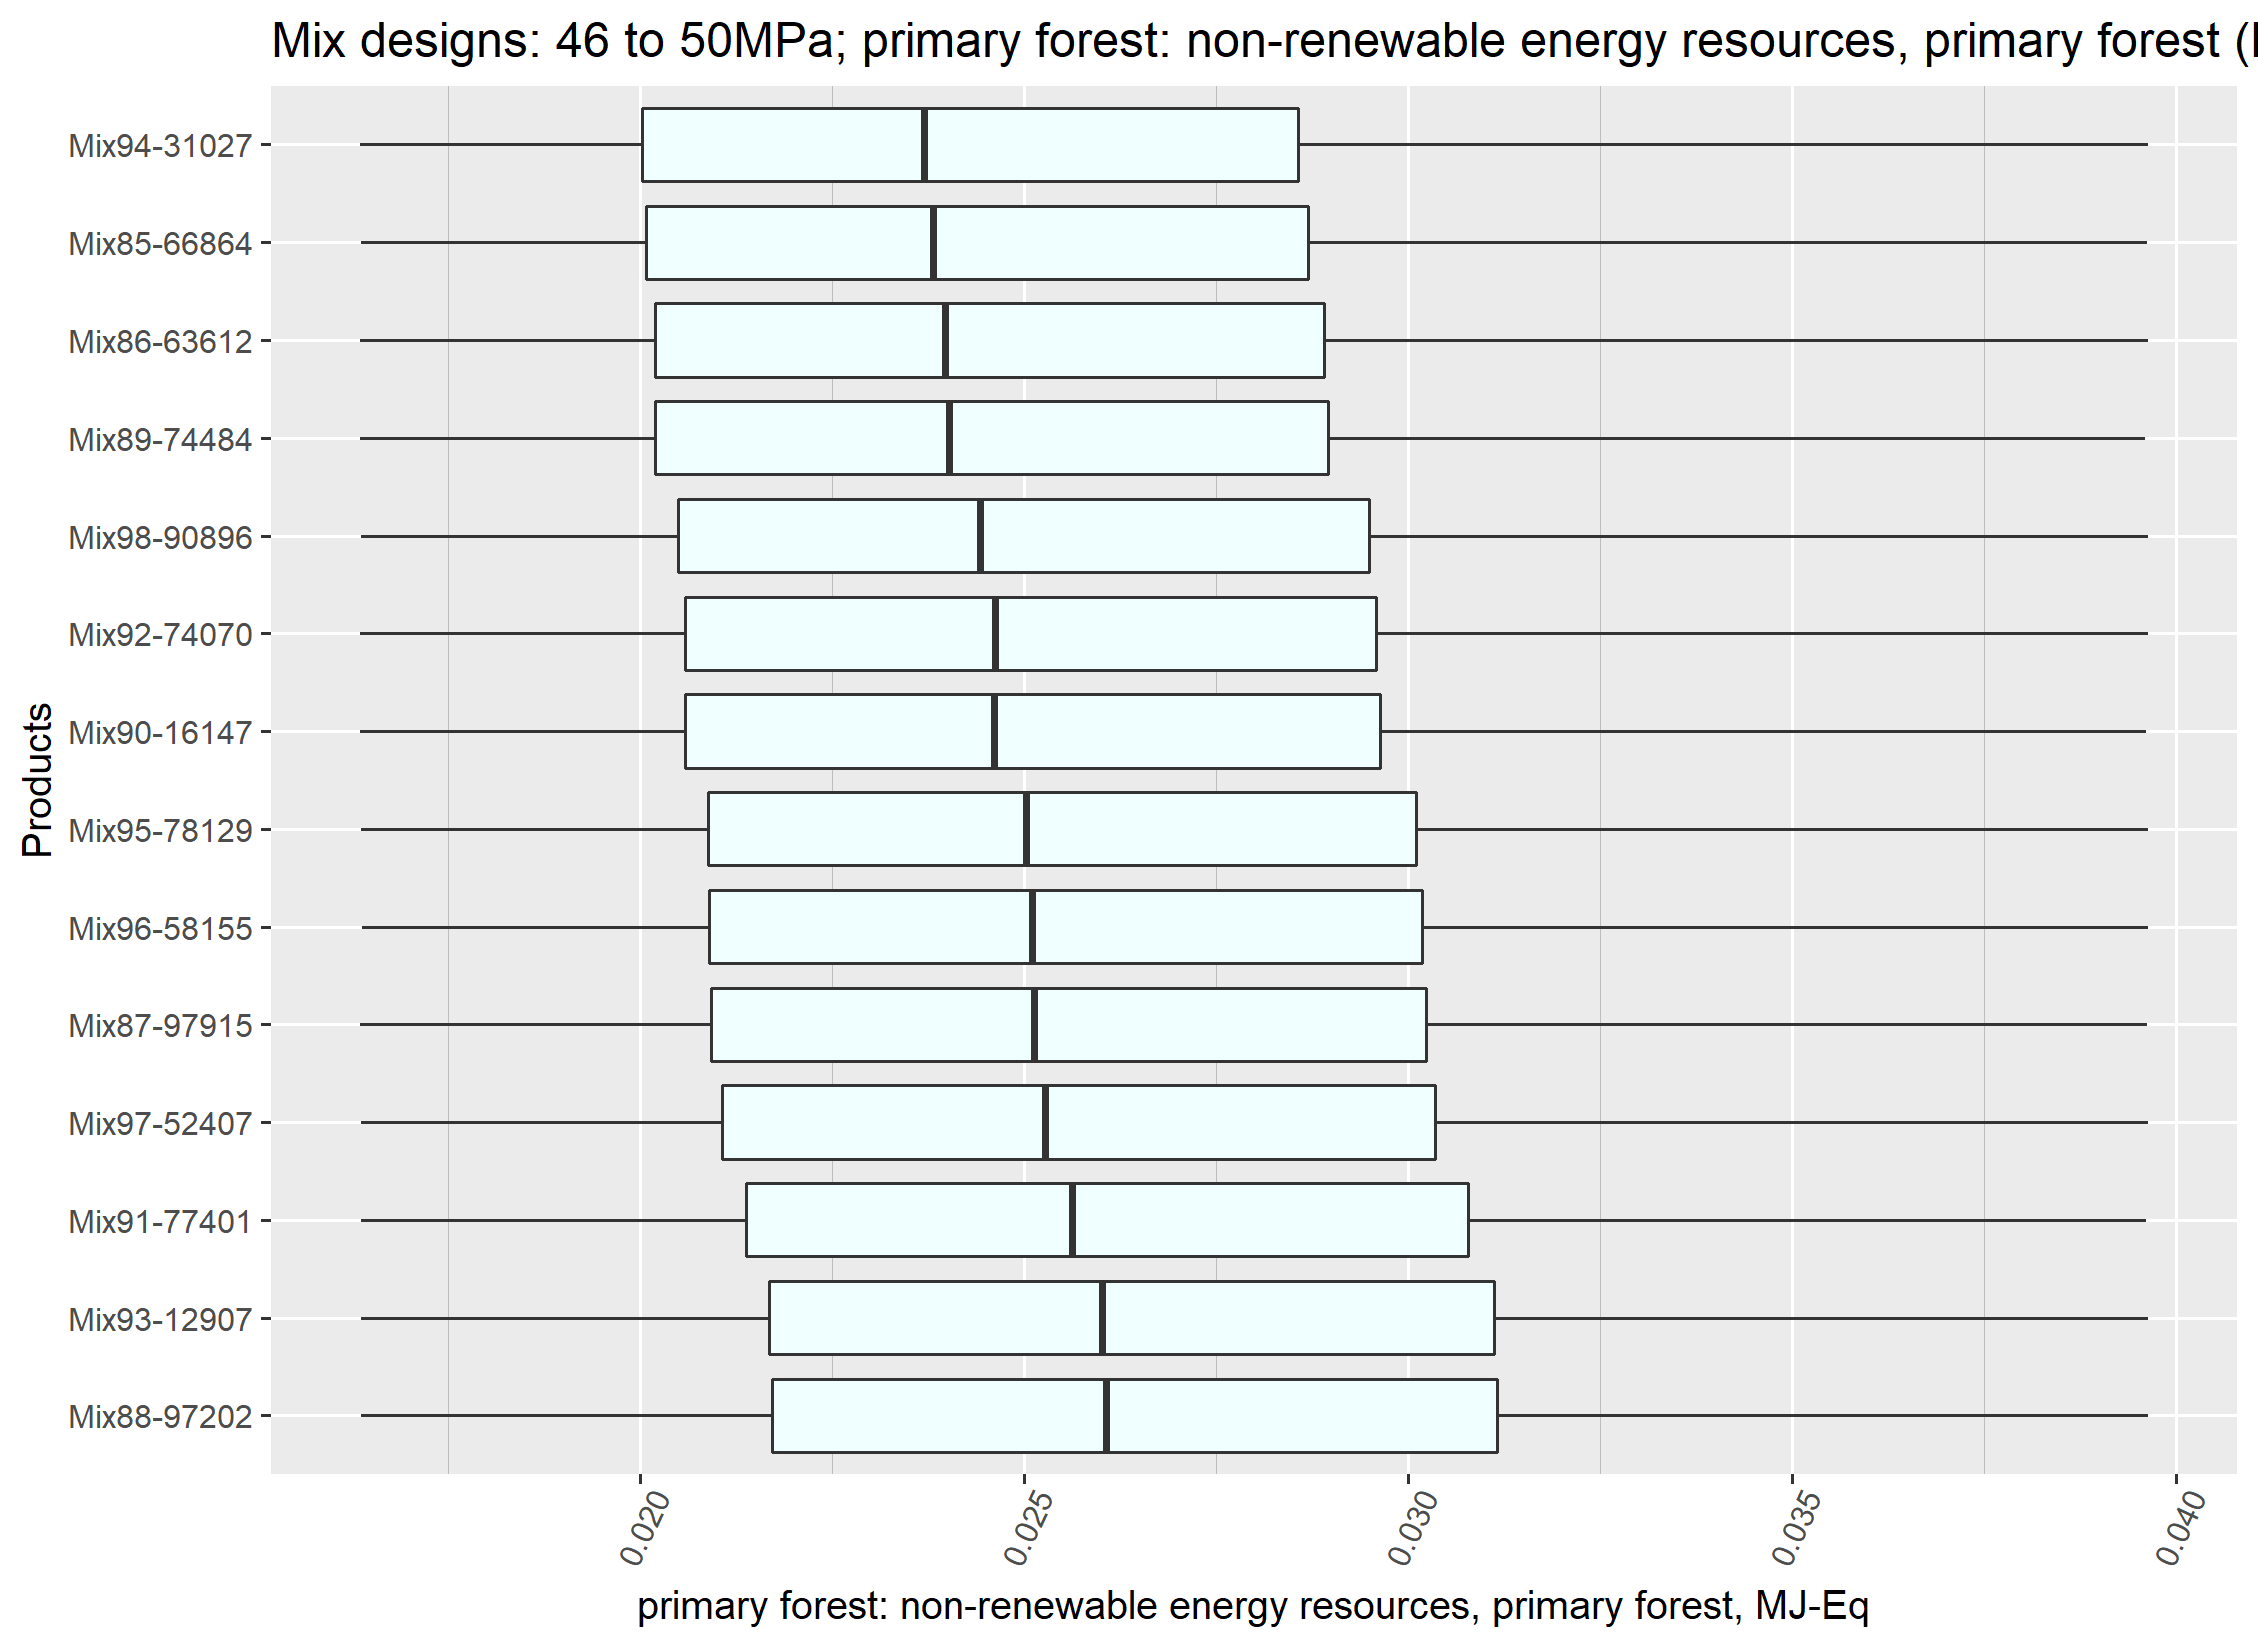 Mix designs: 46 to 50MPa; primary forest: non-renewable energy resources, primary forest (
Mix94-31027
Mix85-66864
Mix86-63612
Mix89-74484
Mix98-90896
Mix92-74070
Mix90-16147
Mix95-78129
Mix96-58155
Mix87-97915
Mix97-52407
Mix91-77401
Mix93-12907
Mix88-97202
Products
0.020
0.025
0.030
0.035
0.040
primary forest: non-renewable energy resources, primary forest, MJ-Eq